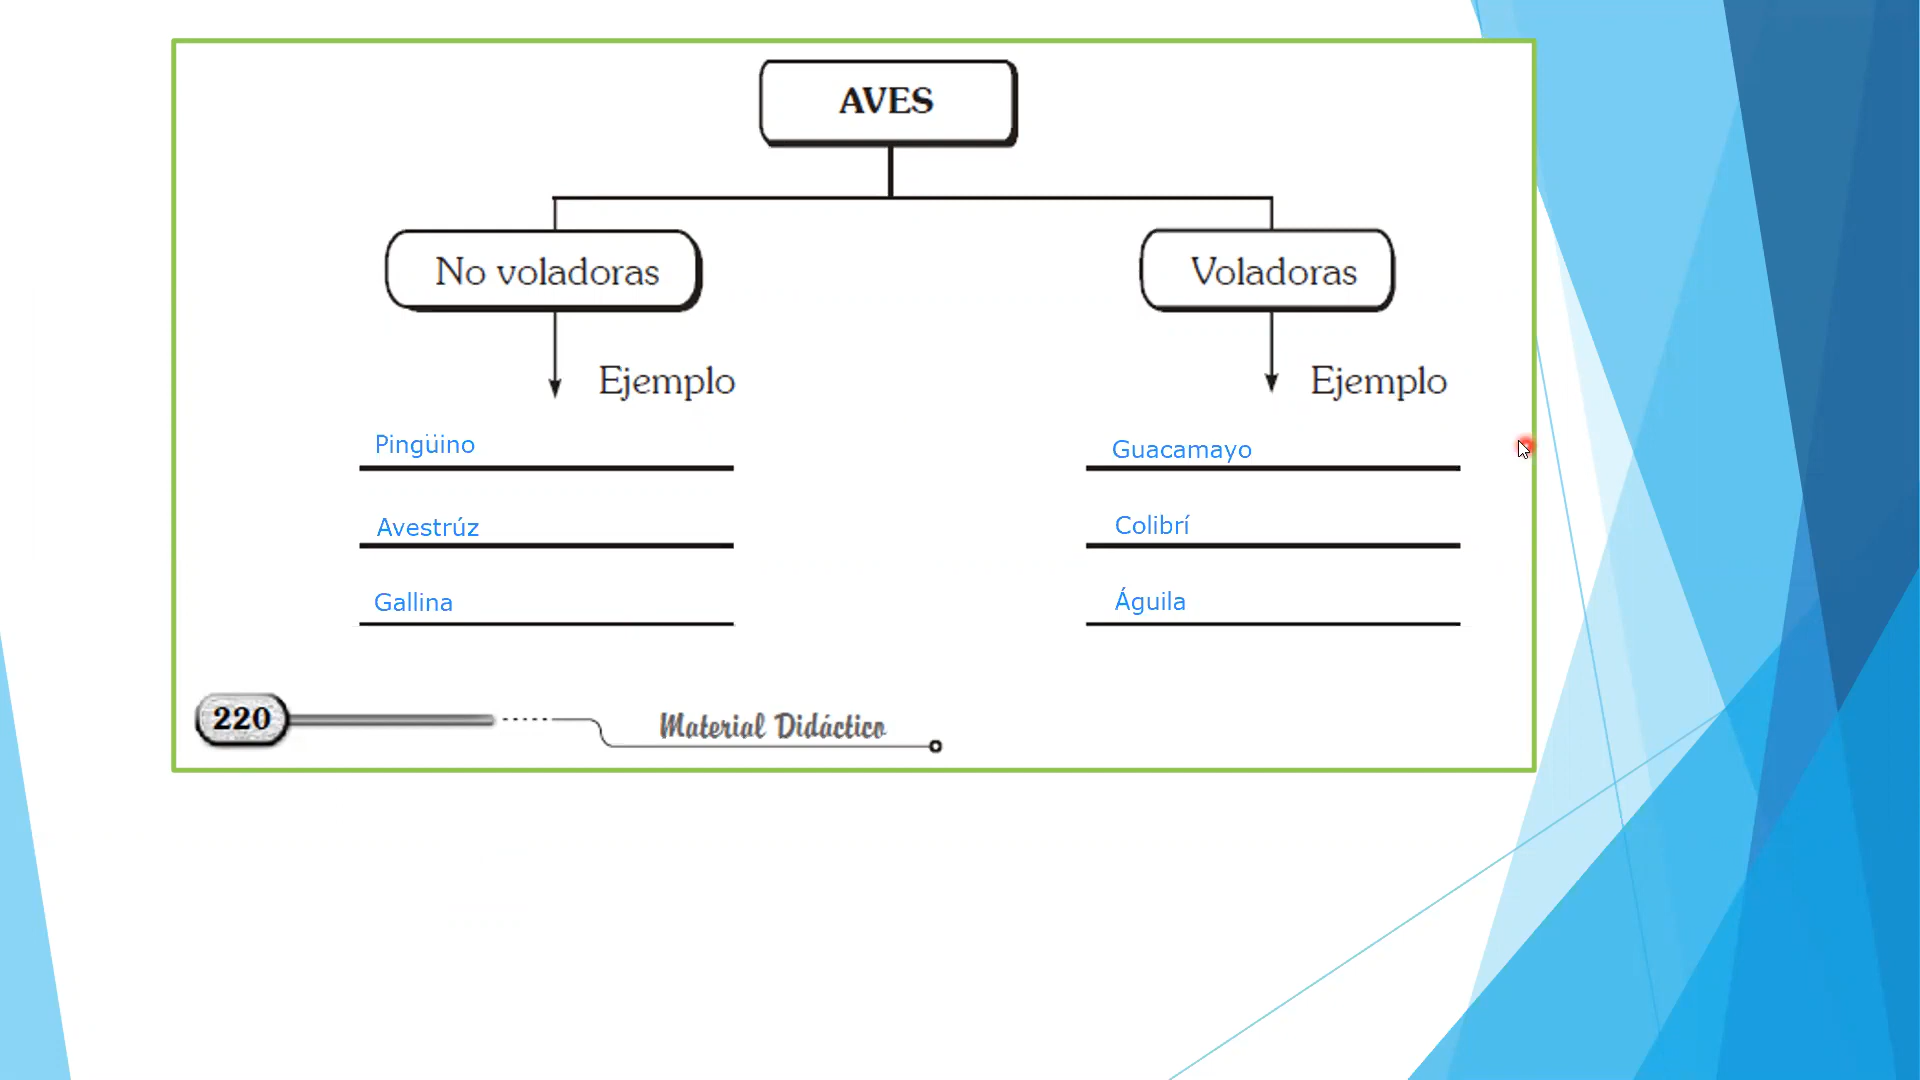 AVES
No voladoras
Voladoras
Ejemplo
Ejemplo
Pingüino
Guacamayo
Avestrúz
Colibrí
Gallina
Águila
220
Material Didáctico